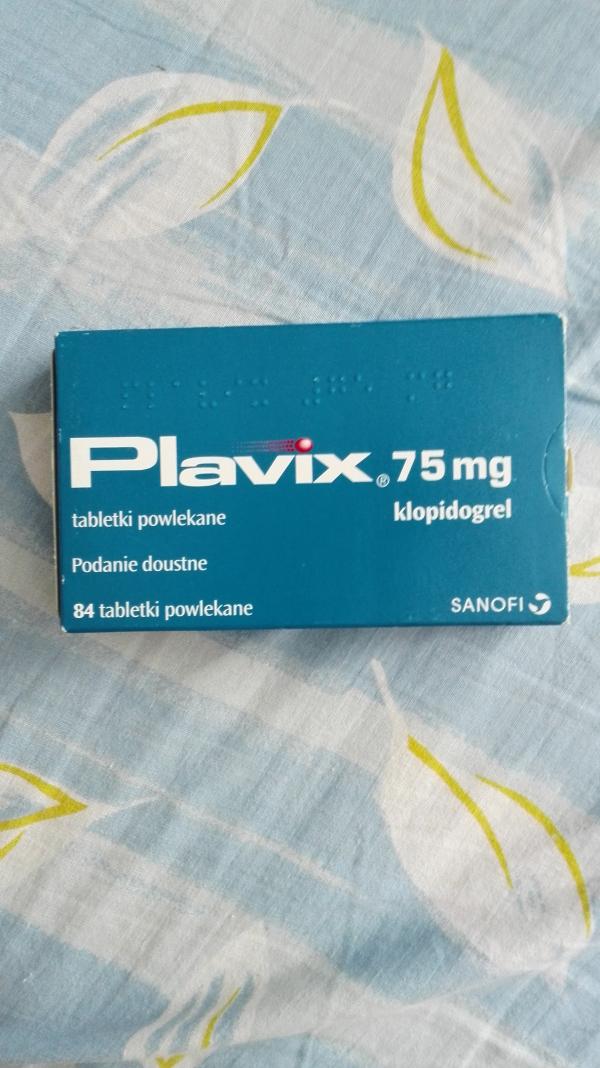 Plavix® 75 mg
tabletki powlekane klopidogrel
Podanie doustne
84 tabletki powlekane SANOFI